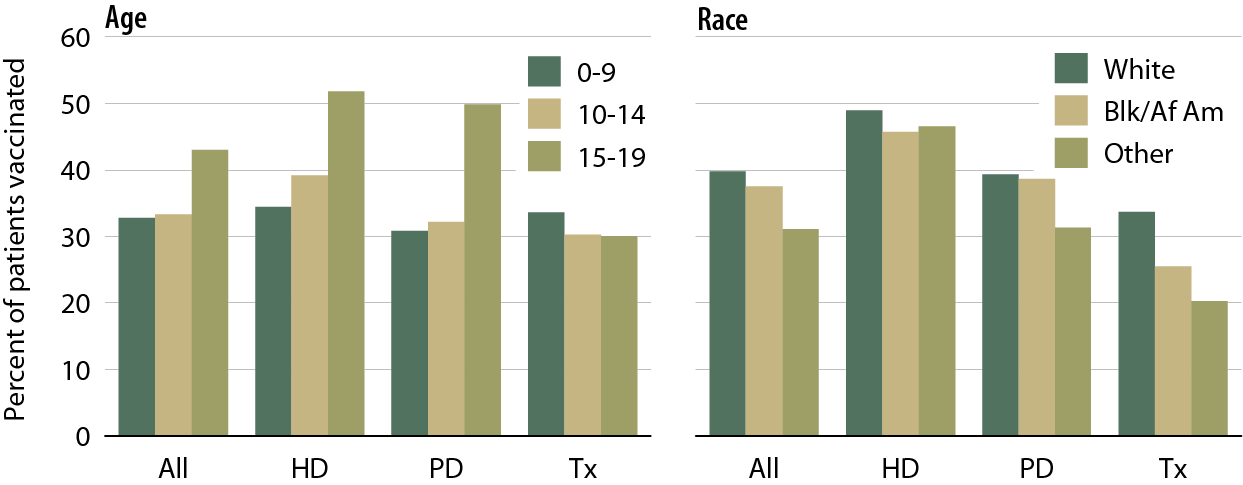 Age
Percent of patients vaccinated
60
50
40
30
20
10
0
0-9
10-14
15-19
All HD PD Tx
Race
White
Blk/Af Am
Other
All HD PD Tx